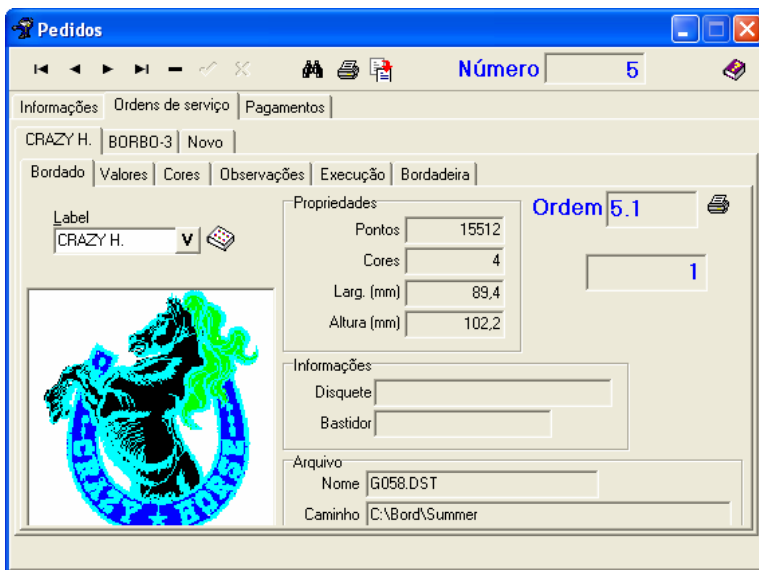 Pedidos
Número 5
Informações Ordens de serviço Pagamentos
CRAZY H. BORBO-3 Novo
Bordado Valores Cores Observações Execução Bordadeira
Label
CRAZY H. V
Propriedades
Pontos 15512
Cores 4
Larg. (mm) 89,4
Altura (mm) 102,2
Ordem 5.1
1
CRAZY ★ HORSE
Informações
Disquete
Bastidor
Arquivo
Nome G058.DST
Caminho C:\Bord\Summer